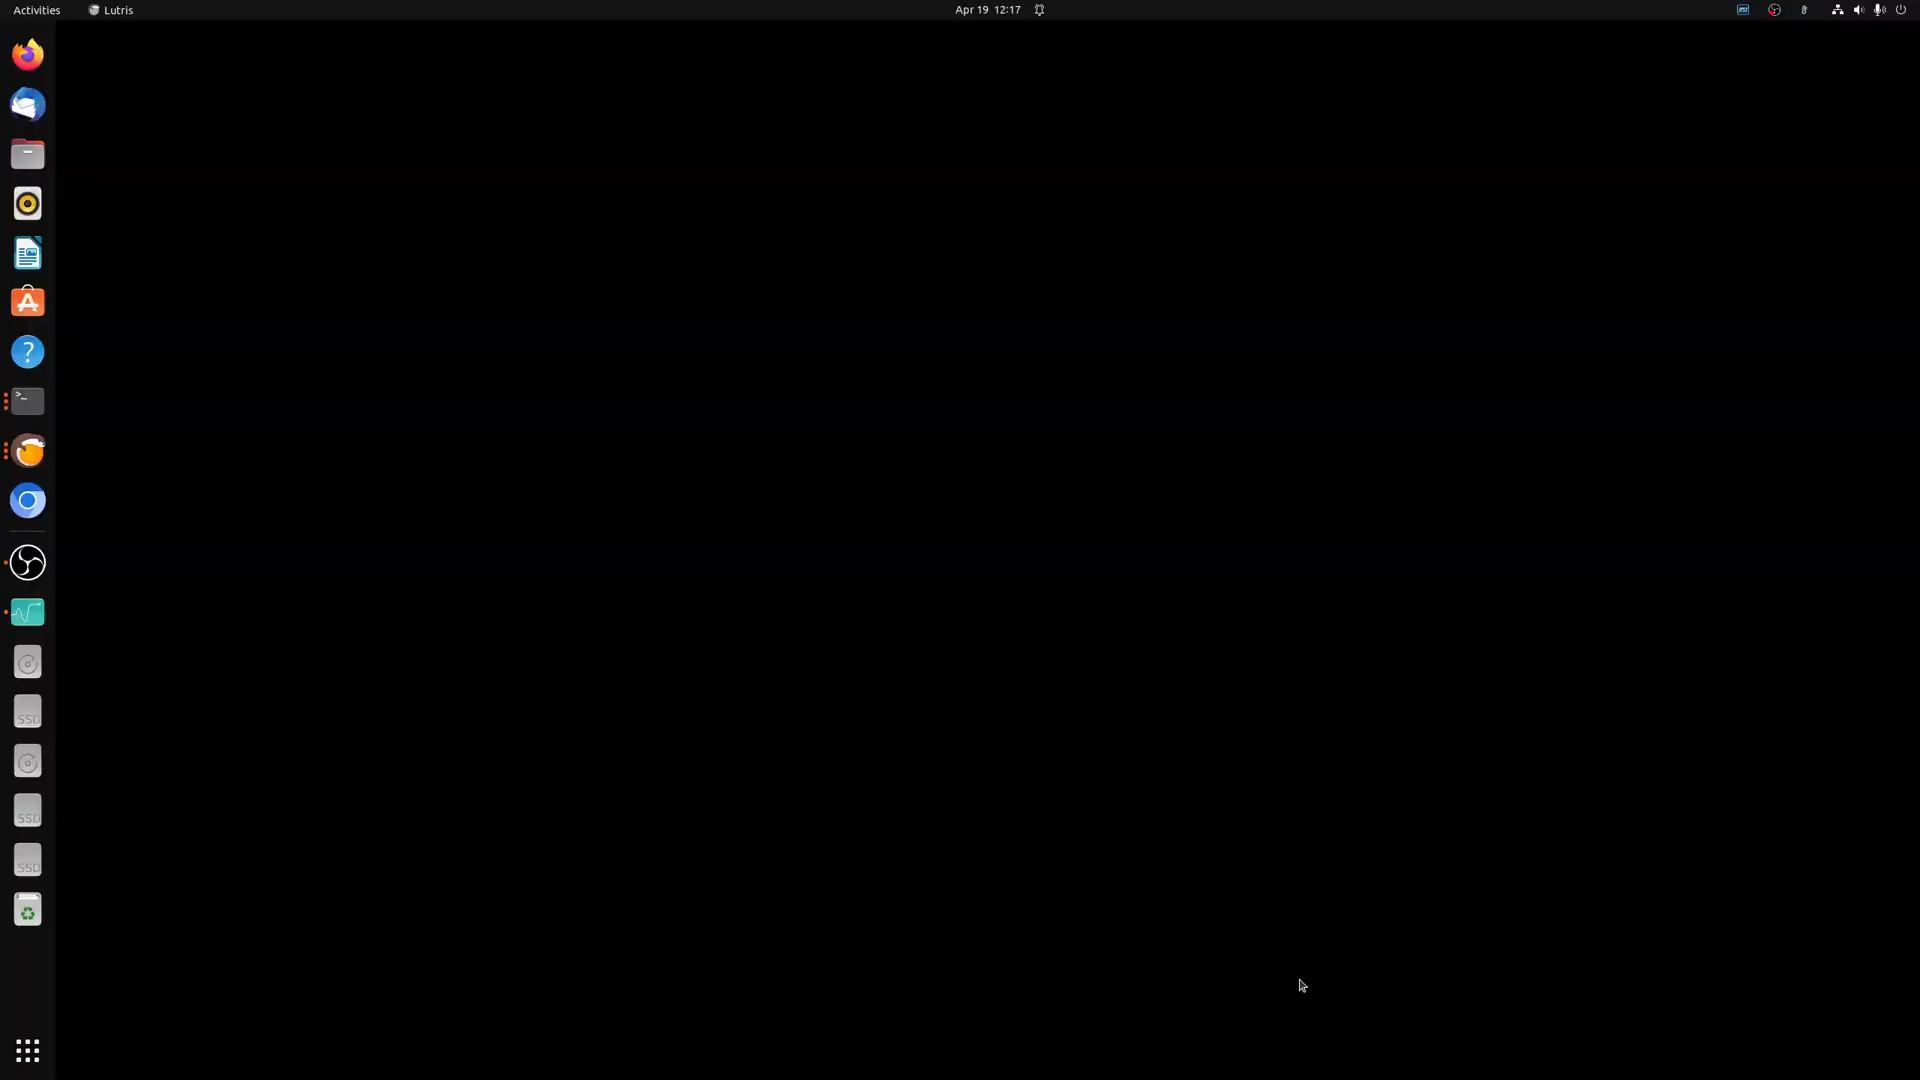 Activities
Lutris
Apr 19 12:17
SSD
SSD
SSD